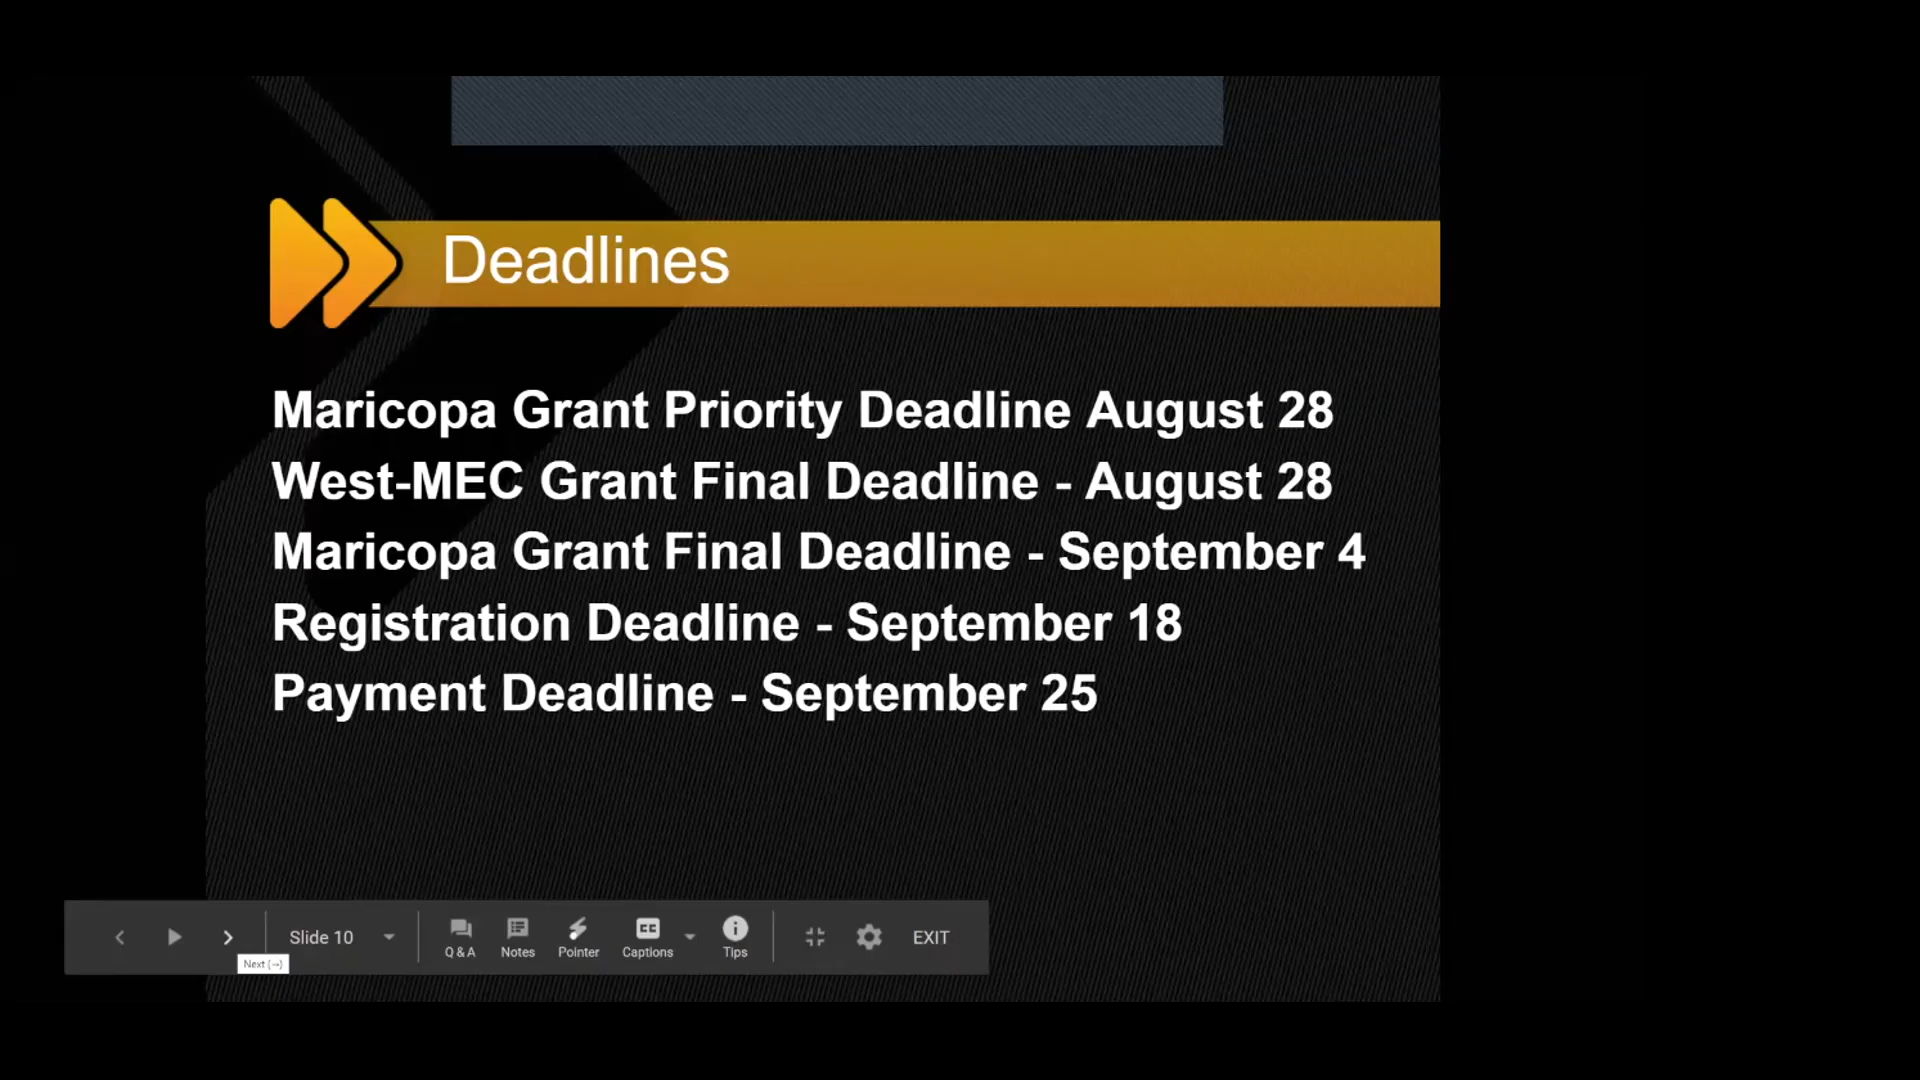 Deadlines
Maricopa Grant Priority Deadline August 28
West-MEC Grant Final Deadline - August 28
Maricopa Grant Final Deadline - September 4
Registration Deadline - September 18
Payment Deadline - September 25
Slide 10
Q & A
Notes
CC
Captions
Tips
Pointer
EXIT
Next (→)